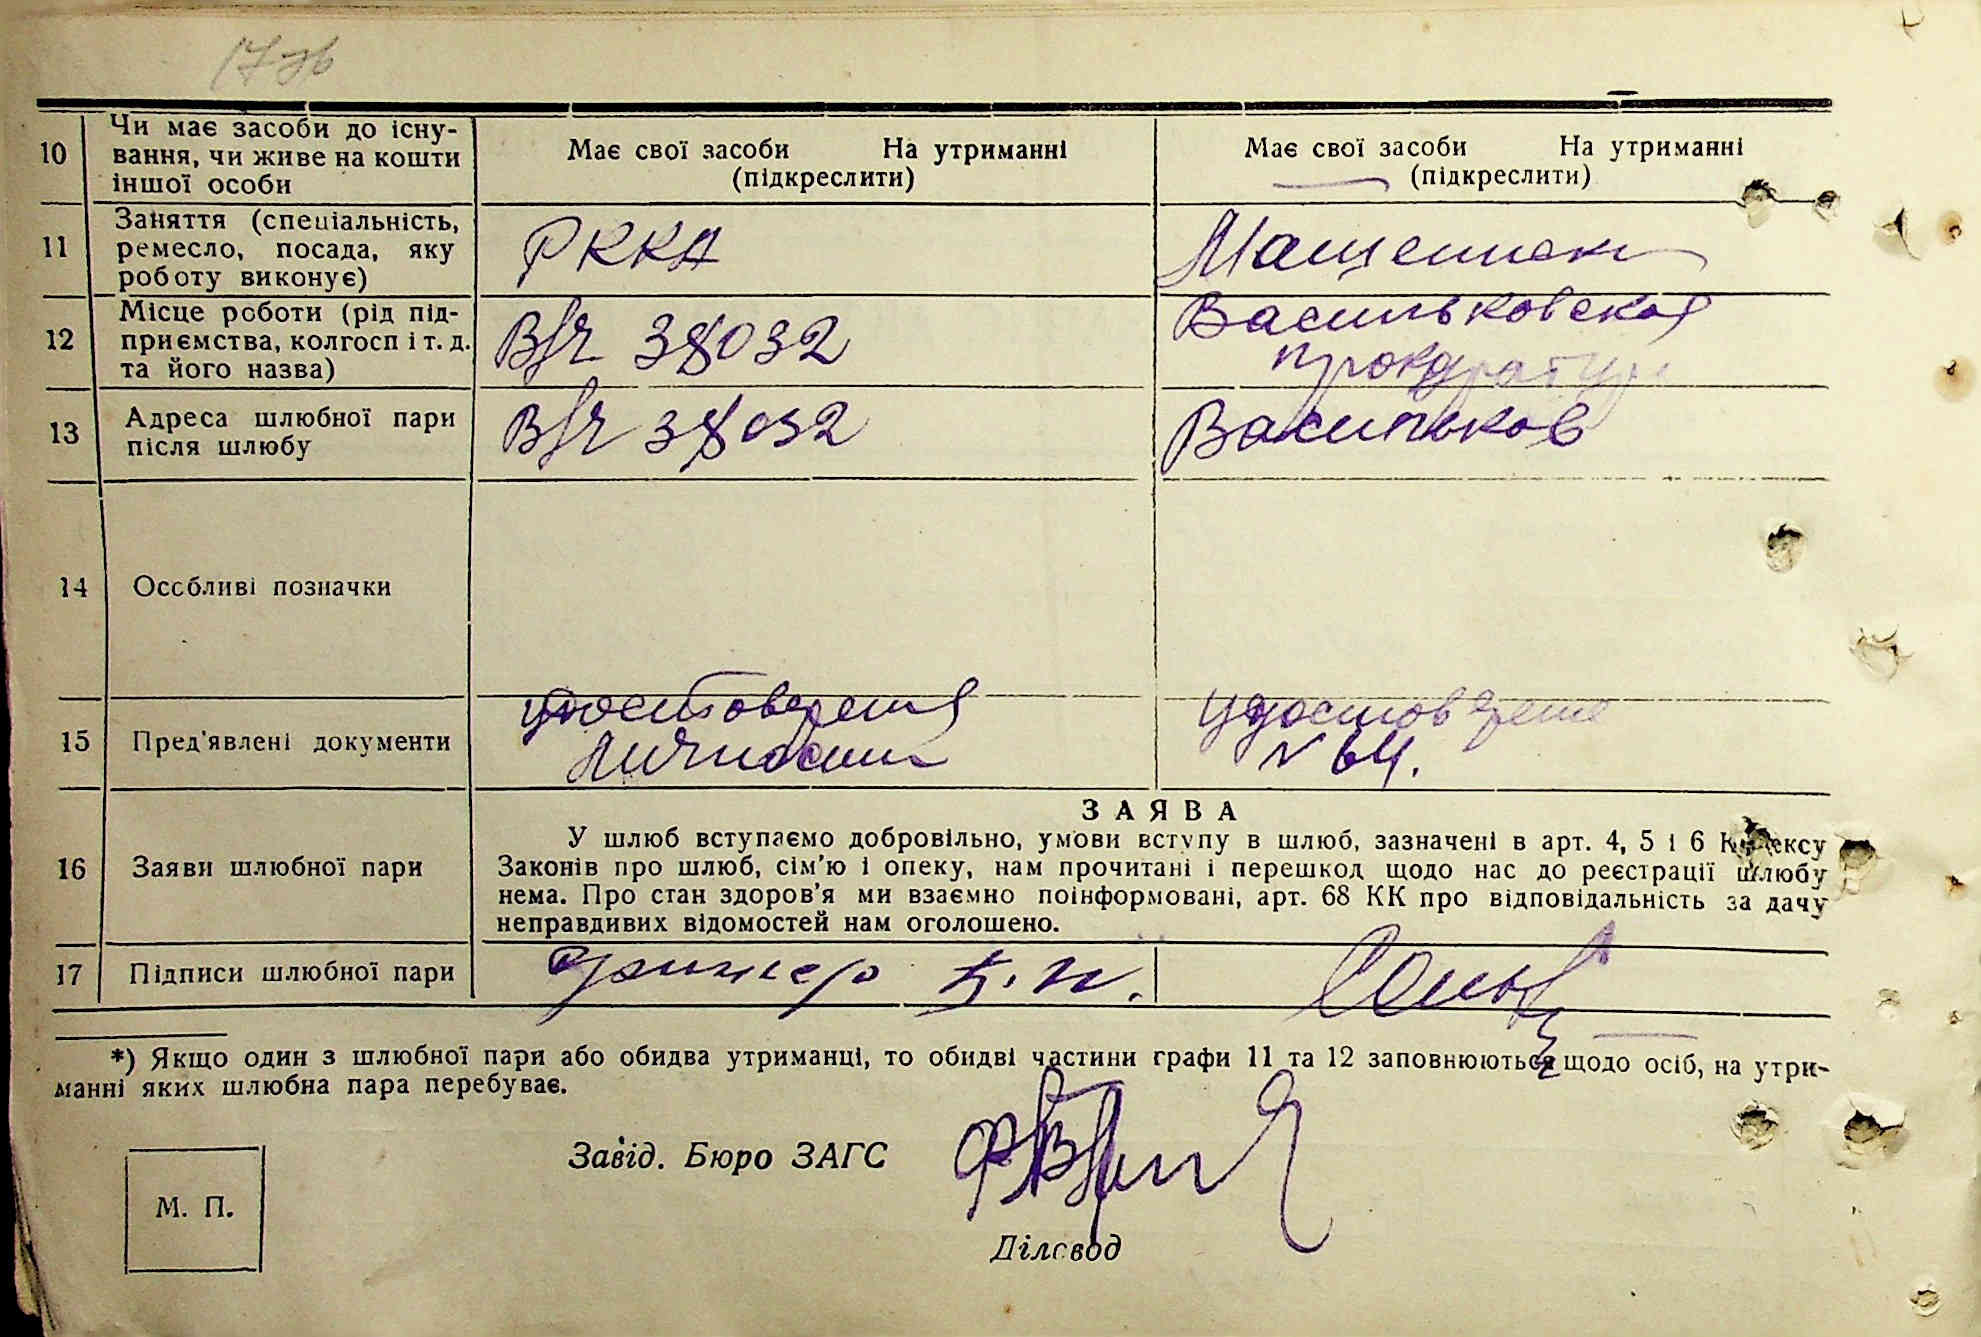 17 зв
10
Чи має засоби до існу-
вання, чи живе на кошти
іншої особи
Має свої засоби На утриманні
(підкреслити)
Має свої засоби На утриманні
(підкреслити)
11
Заняття (спеціальність,
ремесло, посада, яку
роботу виконує)
РККА
12
Місце роботи (рід під-
приємства, колгосп і т. д.
та його назва)
В/Ч 38032
Васильковская
прокуратура
13
Адреса шлюбної пари
після шлюбу
В/Ч 38032
Васильков
14
Особливі позначки
15
Пред'явлені документи
удостоверения
личности
удостоверение
№ 64.
16
Заяви шлюбної пари
ЗАЯВА
У шлюб вступаємо добровільно, умови вступу в шлюб, зазначені в арт. 4, 5 і 6 Кодексу
Законів про шлюб, сім'ю і опеку, нам прочитані і перешкод щодо нас до реєстрації шлюбу
нема. Про стан здоров'я ми взаємно поінформовані, арт. 68 КК про відповідальність за дачу
неправдивих відомостей нам оголошено.
17
Підписи шлюбної пари
*) Якщо один з шлюбної пари або обидва утриманці, то обидві частини графи 11 та 12 заповнюються щодо осіб, на утри-
манні яких шлюбна пара перебуває.
Завід. Бюро ЗАГС
М. П.
Діловод